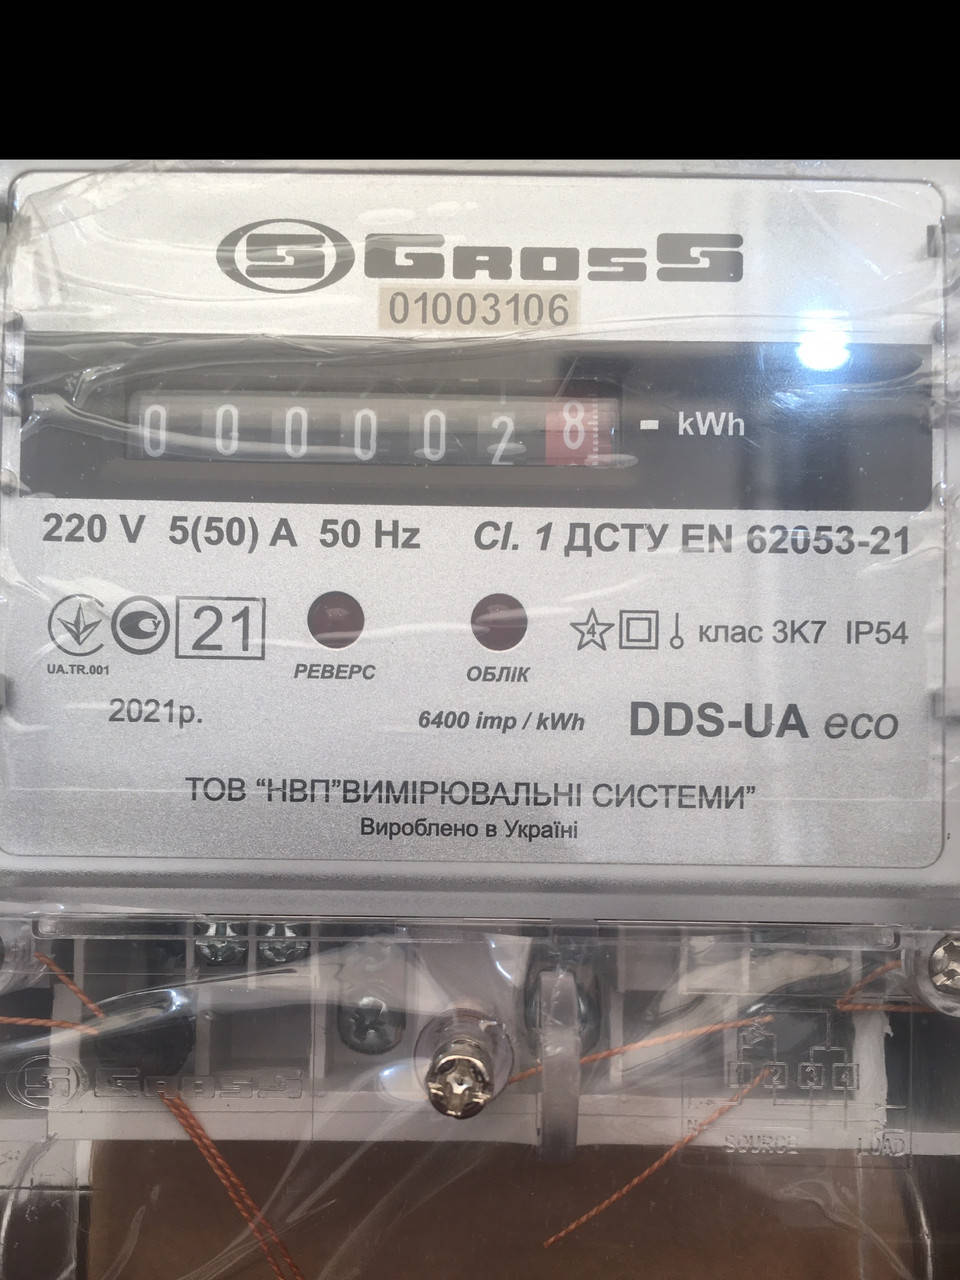 GROSS
01003106
0 0 0 0 0 2 8 - kWh
220 V 5(50) A 50 Hz Cl. 1 ДСТУ EN 62053-21
21 4 клас 3К7 IP54
UA.TR.001 РЕВЕРС ОБЛІК
2021р. 6400 imp / kWh DDS-UA eco
ТОВ “НВП”ВИМІРЮВАЛЬНІ СИСТЕМИ”
Вироблено в Україні
GROSS 1 2 3 4
SOURCE LOAD